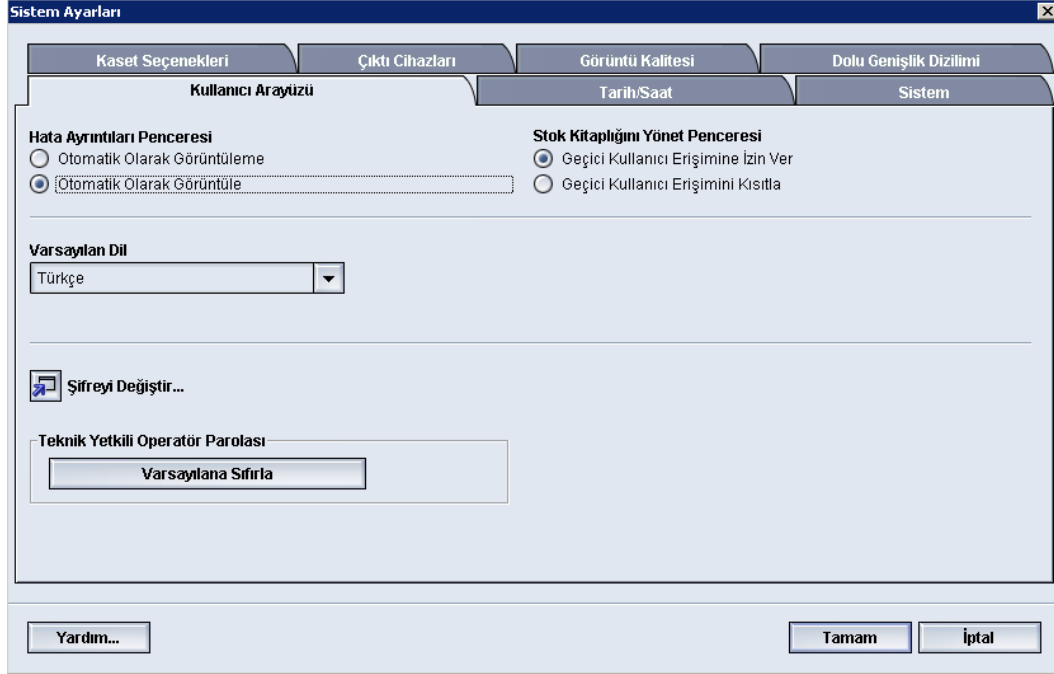 Sistem Ayarları
Kaset Seçenekleri
Çıktı Cihazları
Görüntü Kalitesi
Dolu Genişlik Dizilimi
Kullanıcı Arayüzü
Tarih/Saat
Sistem
Hata Ayrıntıları Penceresi
Otomatik Olarak Görüntüleme
Otomatik Olarak Görüntüle
Stok Kitaplığını Yönet Penceresi
Geçici Kullanıcı Erişimine İzin Ver
Geçici Kullanıcı Erişimini Kısıtla
Varsayılan Dil
Türkçe
Şifreyi Değiştir...
Teknik Yetkili Operatör Parolası
Varsayılana Sıfırla
Yardım...
Tamam
İptal